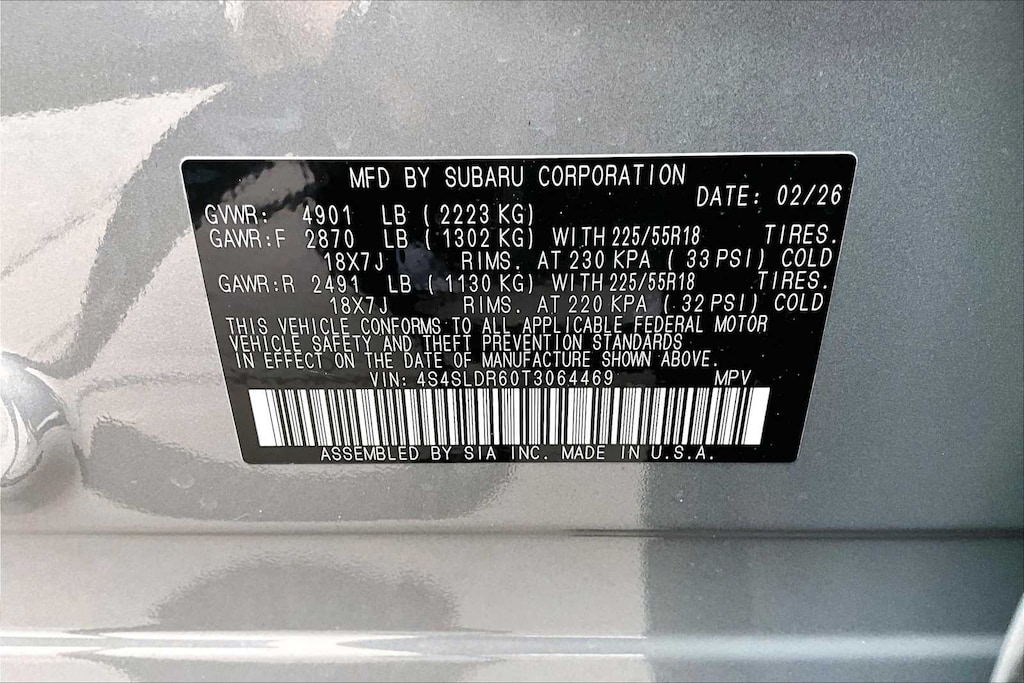 MFD BY SUBARU CORPORATION
DATE: 02/26
GVWR: 4901 LB ( 2223 KG)
GAWR:F 2870 LB ( 1302 KG) WITH 225/55R18 TIRES.
18X7J RIMS. AT 230 KPA ( 33 PSI) COLD
GAWR:R 2491 LB ( 1130 KG) WITH 225/55R18 TIRES.
18X7J RIMS. AT 220 KPA ( 32 PSI) COLD
THIS VEHICLE CONFORMS TO ALL APPLICABLE FEDERAL MOTOR
VEHICLE SAFETY AND THEFT PREVENTION STANDARDS
IN EFFECT ON THE DATE OF MANUFACTURE SHOWN ABOVE.
VIN: 4S4SLDR60T3064469 MPV
ASSEMBLED BY SIA INC. MADE IN U.S.A.